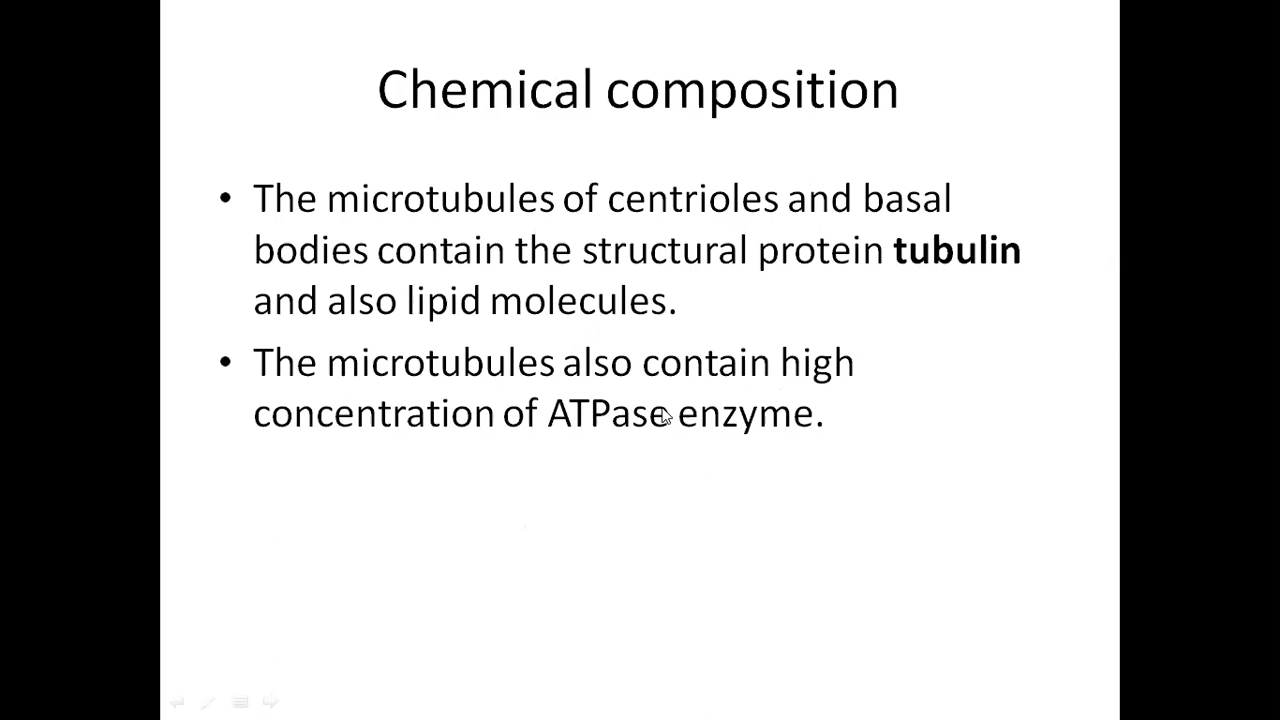 Chemical composition
• The microtubules of centrioles and basal
bodies contain the structural protein tubulin
and also lipid molecules.
• The microtubules also contain high
concentration of ATPase enzyme.